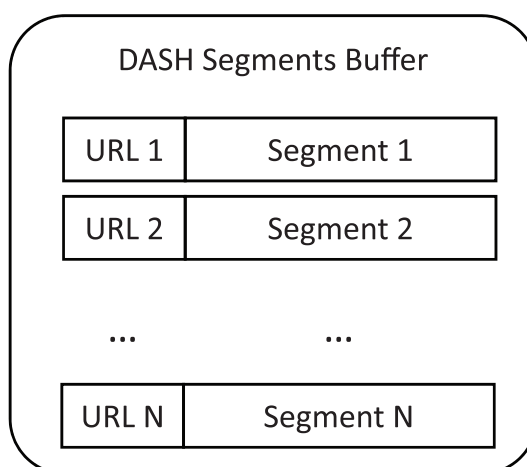 DASH Segments Buffer
URL 1 Segment 1
URL 2 Segment 2
... ...
URL N Segment N